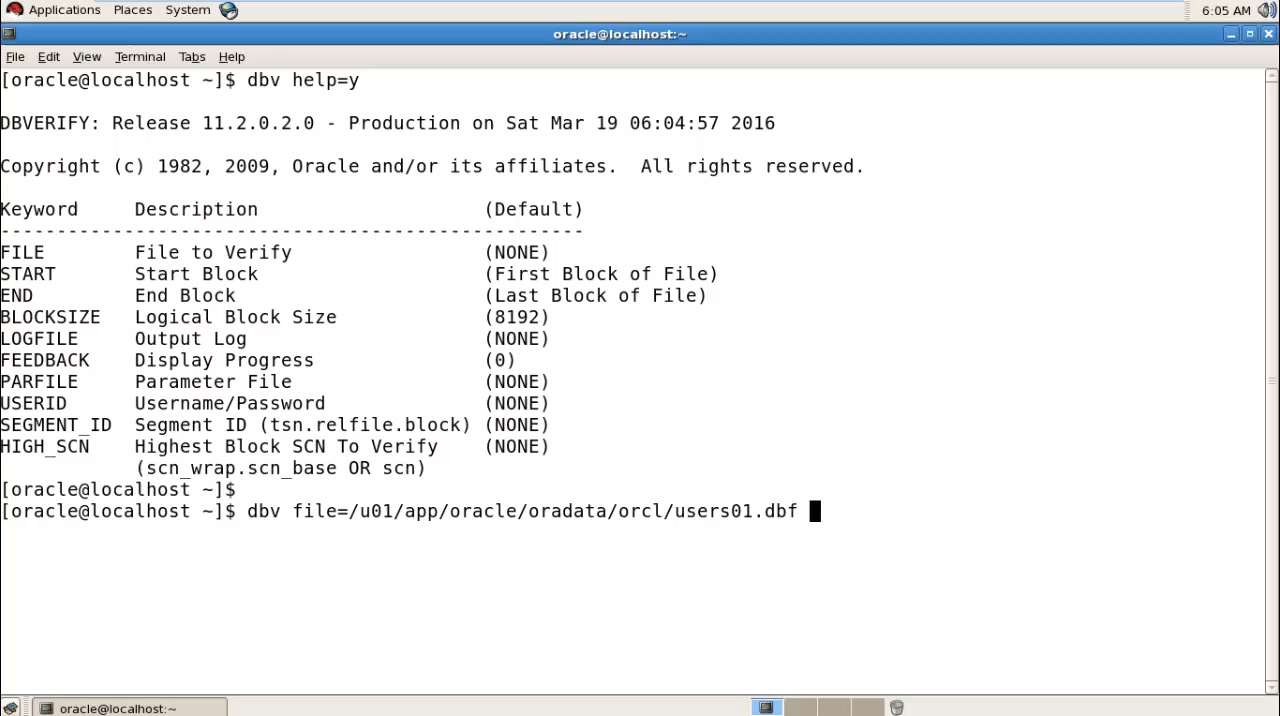 Applications Places System 6:05 AM
oracle@localhost:~
File Edit View Terminal Tabs Help
[oracle@localhost ~]$ dbv help=y
DBVERIFY: Release 11.2.0.2.0 - Production on Sat Mar 19 06:04:57 2016
Copyright (c) 1982, 2009, Oracle and/or its affiliates.  All rights reserved.
Keyword     Description                    (Default)
----------------------------------------------------
FILE        File to Verify                 (NONE)
START       Start Block                    (First Block of File)
END         End Block                      (Last Block of File)
BLOCKSIZE   Logical Block Size             (8192)
LOGFILE     Output Log                     (NONE)
FEEDBACK    Display Progress               (0)
PARFILE     Parameter File                 (NONE)
USERID      Username/Password              (NONE)
SEGMENT_ID  Segment ID (tsn.relfile.block) (NONE)
HIGH_SCN    Highest Block SCN To Verify    (NONE)
            (scn_wrap.scn_base OR scn)
[oracle@localhost ~]$
[oracle@localhost ~]$ dbv file=/u01/app/oracle/oradata/orcl/users01.dbf
oracle@localhost:~